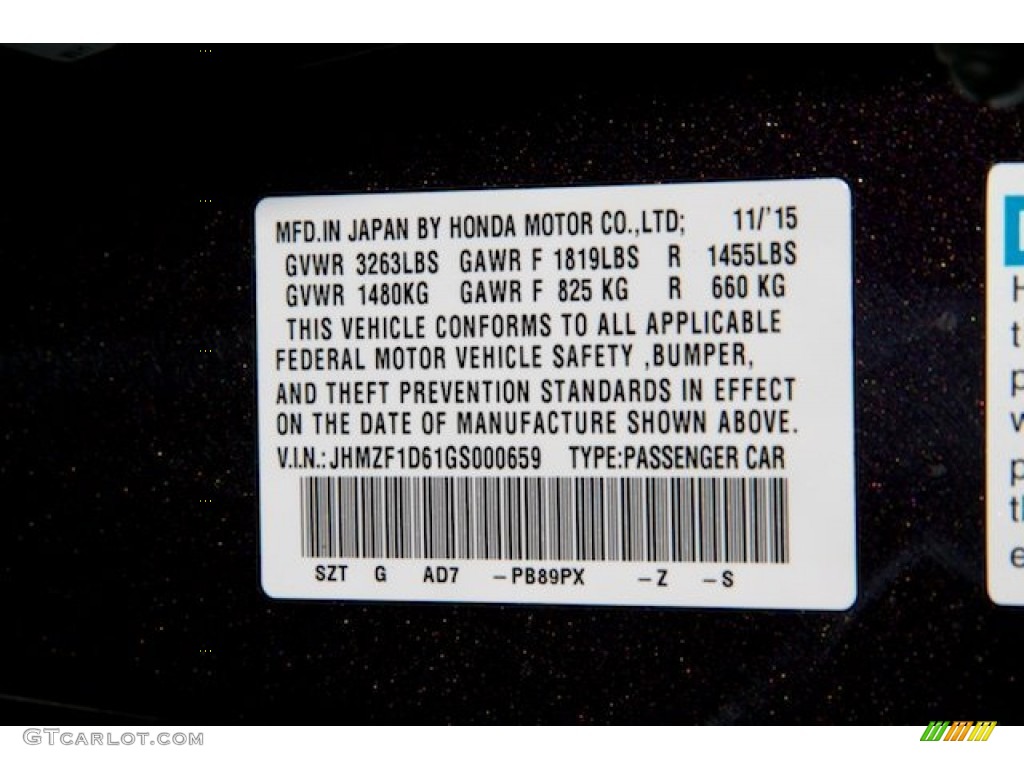 MFD.IN JAPAN BY HONDA MOTOR CO.,LTD; 11/'15
GVWR 3263LBS GAWR F 1819LBS R 1455LBS
GVWR 1480KG GAWR F 825 KG R 660 KG
THIS VEHICLE CONFORMS TO ALL APPLICABLE
FEDERAL MOTOR VEHICLE SAFETY ,BUMPER,
AND THEFT PREVENTION STANDARDS IN EFFECT
ON THE DATE OF MANUFACTURE SHOWN ABOVE.
V.I.N.: JHMZF1D61GS000659 TYPE:PASSENGER CAR
SZT G AD7 –PB89PX –Z –S
GTCarlot.com